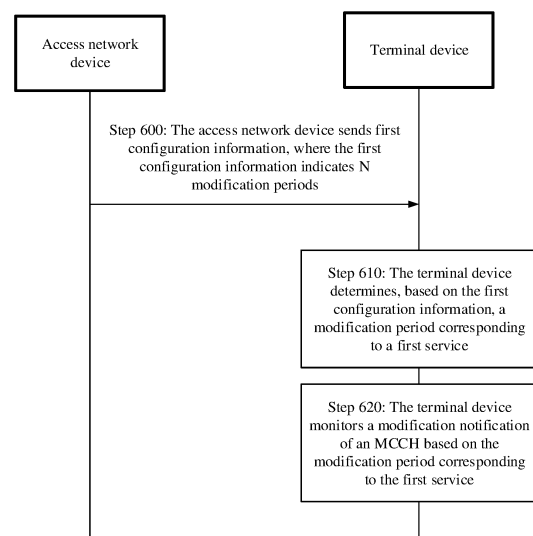 Access network
device
Terminal device
Step 600: The access network device sends first
configuration information, where the first
configuration information indicates N
modification periods
Step 610: The terminal device
determines, based on the first
configuration information, a
modification period corresponding
to a first service
Step 620: The terminal device
monitors a modification notification
of an MCCH based on the
modification period corresponding
to the first service